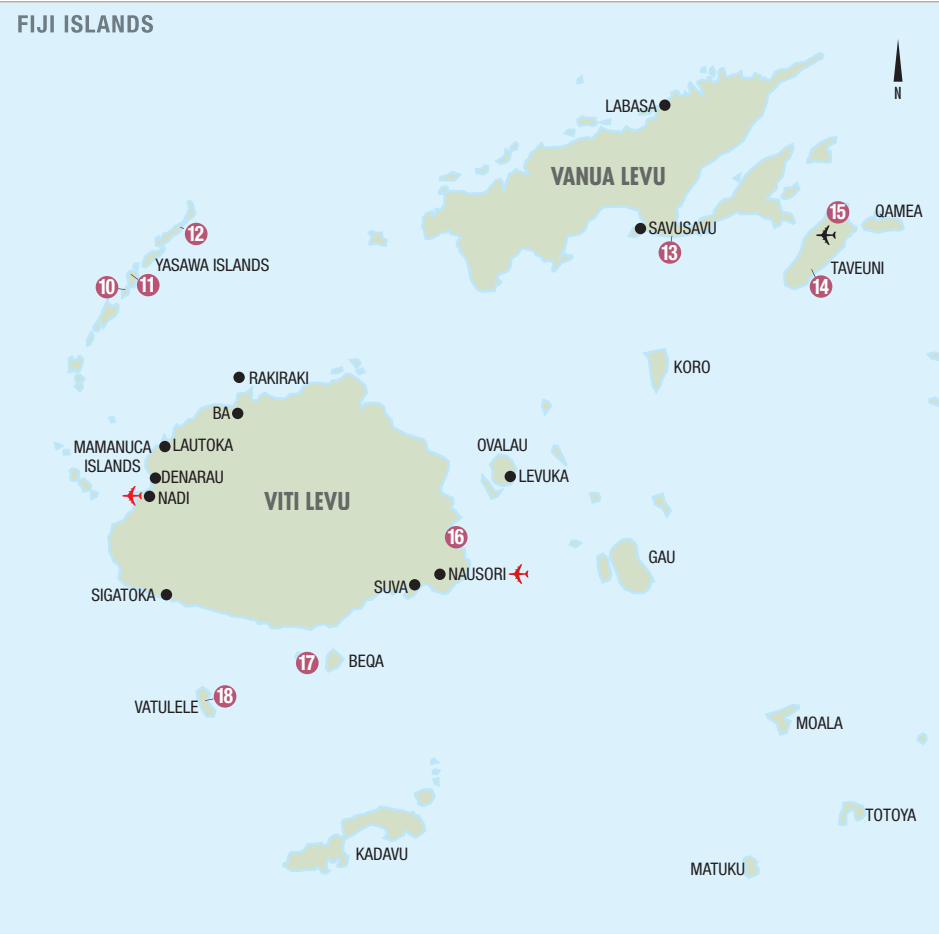 FIJI ISLANDS
N
LABASA
VANUA LEVU
15
QAMEA
12
SAVUSAVU
13
YASAWA ISLANDS
TAVEUNI
10
11
14
KORO
RAKIRAKI
BA
MAMANUCA
ISLANDS
LAUTOKA
OVALAU
DENARAU
LEVUKA
NADI
VITI LEVU
16
GAU
NAUSORI
SUVA
SIGATOKA
17
BEQA
18
VATULELE
MOALA
TOTOYA
KADAVU
MATUKU